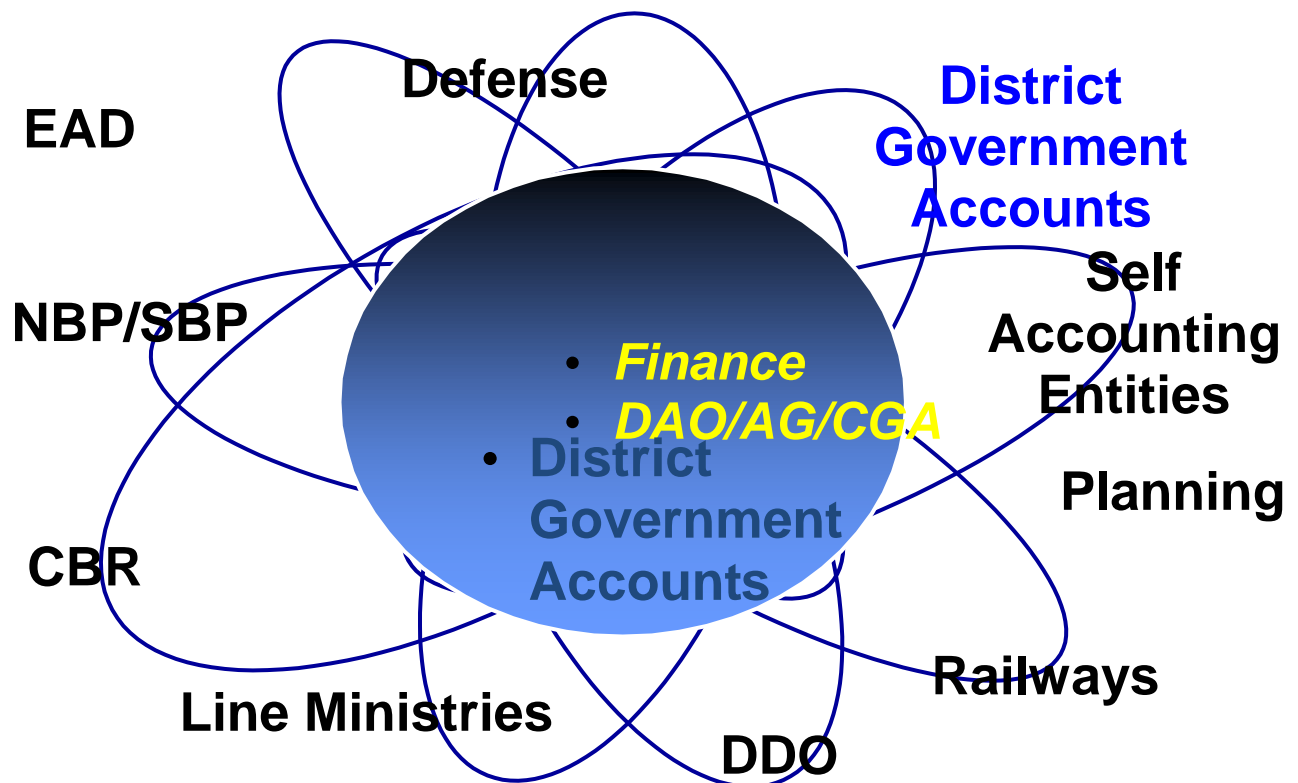 Defense
EAD
District
Government
Accounts
Self
Accounting
Entities
NBP/SBP
• Finance
• DAO/AG/CGA
• District
Government
Accounts
Planning
CBR
Railways
Line Ministries
DDO